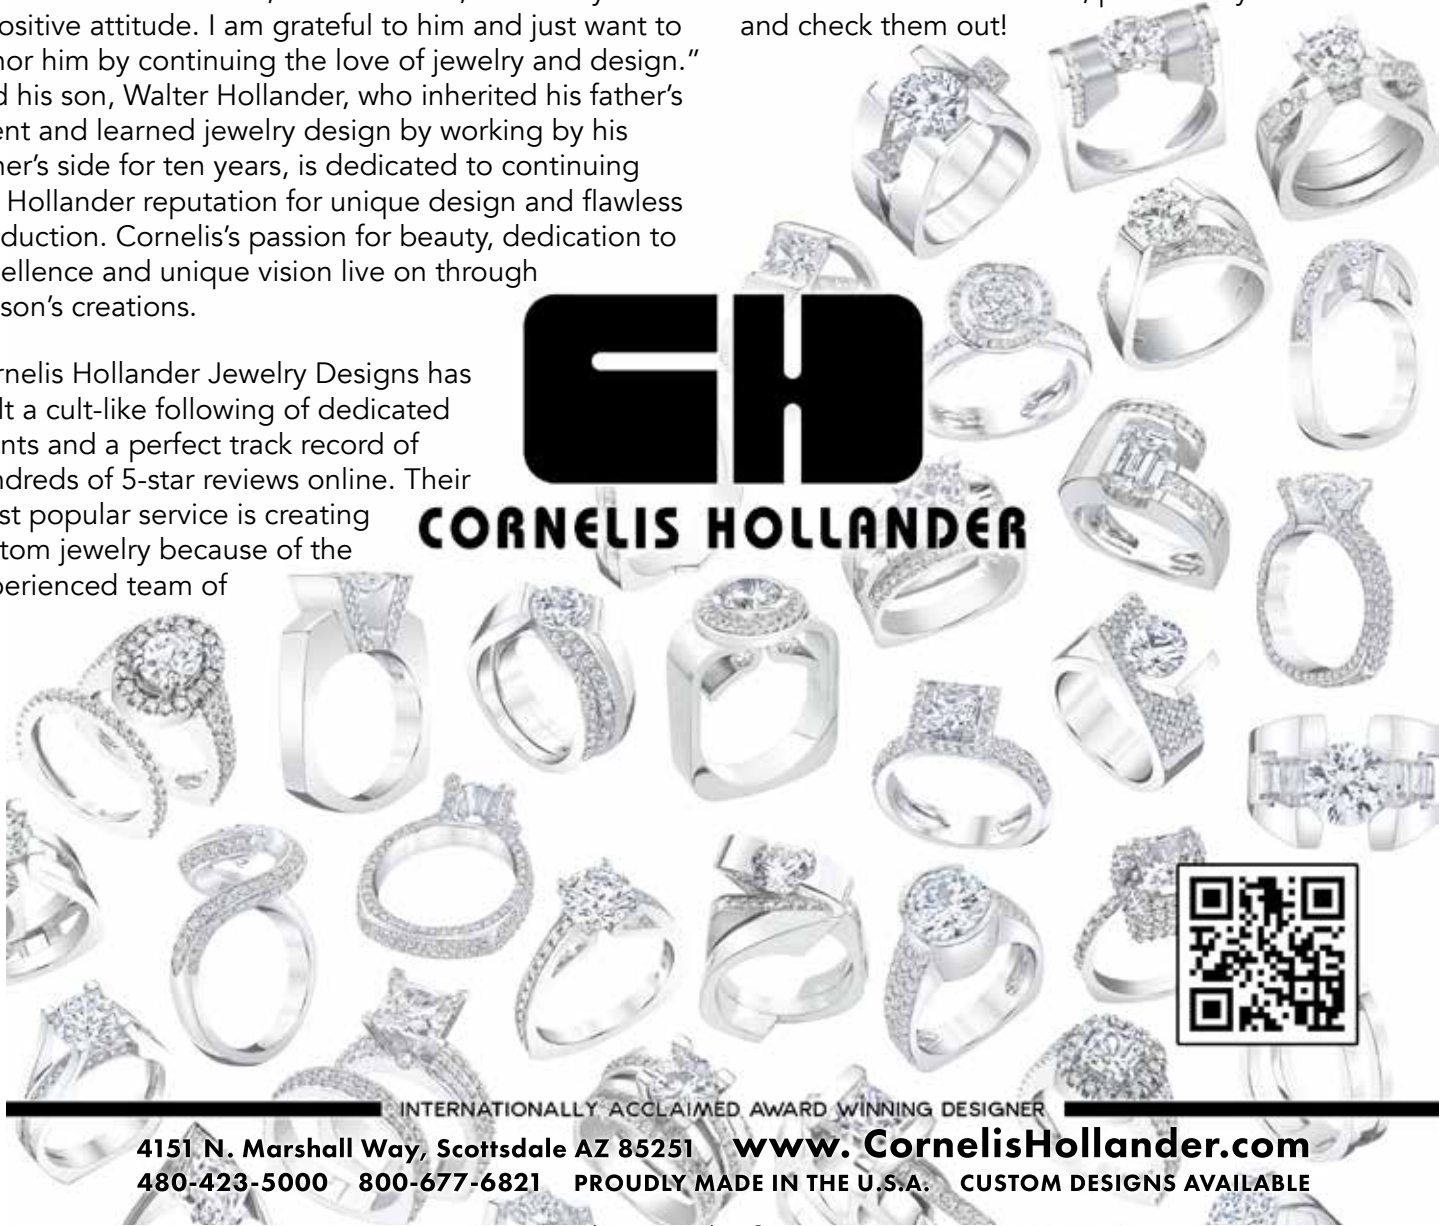 ositive attitude. I am grateful to him and just want to
nor him by continuing the love of jewelry and design.”
d his son, Walter Hollander, who inherited his father’s
ent and learned jewelry design by working by his
her’s side for ten years, is dedicated to continuing
Hollander reputation for unique design and flawless
duction. Cornelis’s passion for beauty, dedication to
ellence and unique vision live on through
son’s creations.
rnelis Hollander Jewelry Designs has
lt a cult-like following of dedicated
nts and a perfect track record of
ndreds of 5-star reviews online. Their
st popular service is creating
tom jewelry because of the
perienced team of
and check them out!
CH
CORNELIS HOLLANDER
INTERNATIONALLY ACCLAIMED AWARD WINNING DESIGNER
4151 N. Marshall Way, Scottsdale AZ 85251 www. CornelisHollander.com
480-423-5000 800-677-6821 PROUDLY MADE IN THE U.S.A. CUSTOM DESIGNS AVAILABLE